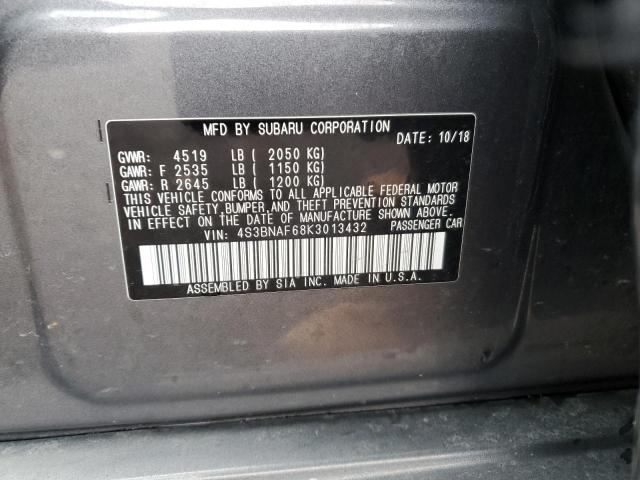 MFD BY SUBARU CORPORATION
DATE: 10/18
GVWR: 4519 LB ( 2050 KG)
GAWR: F 2535 LB ( 1150 KG)
GAWR: R 2645 LB ( 1200 KG)
THIS VEHICLE CONFORMS TO ALL APPLICABLE FEDERAL MOTOR
VEHICLE SAFETY,BUMPER,AND THEFT PREVENTION STANDARDS
IN EFFECT ON THE DATE OF MANUFACTURE SHOWN ABOVE.
VIN: 4S3BNAF68K3013432 PASSENGER CAR
ASSEMBLED BY SIA INC. MADE IN U.S.A.